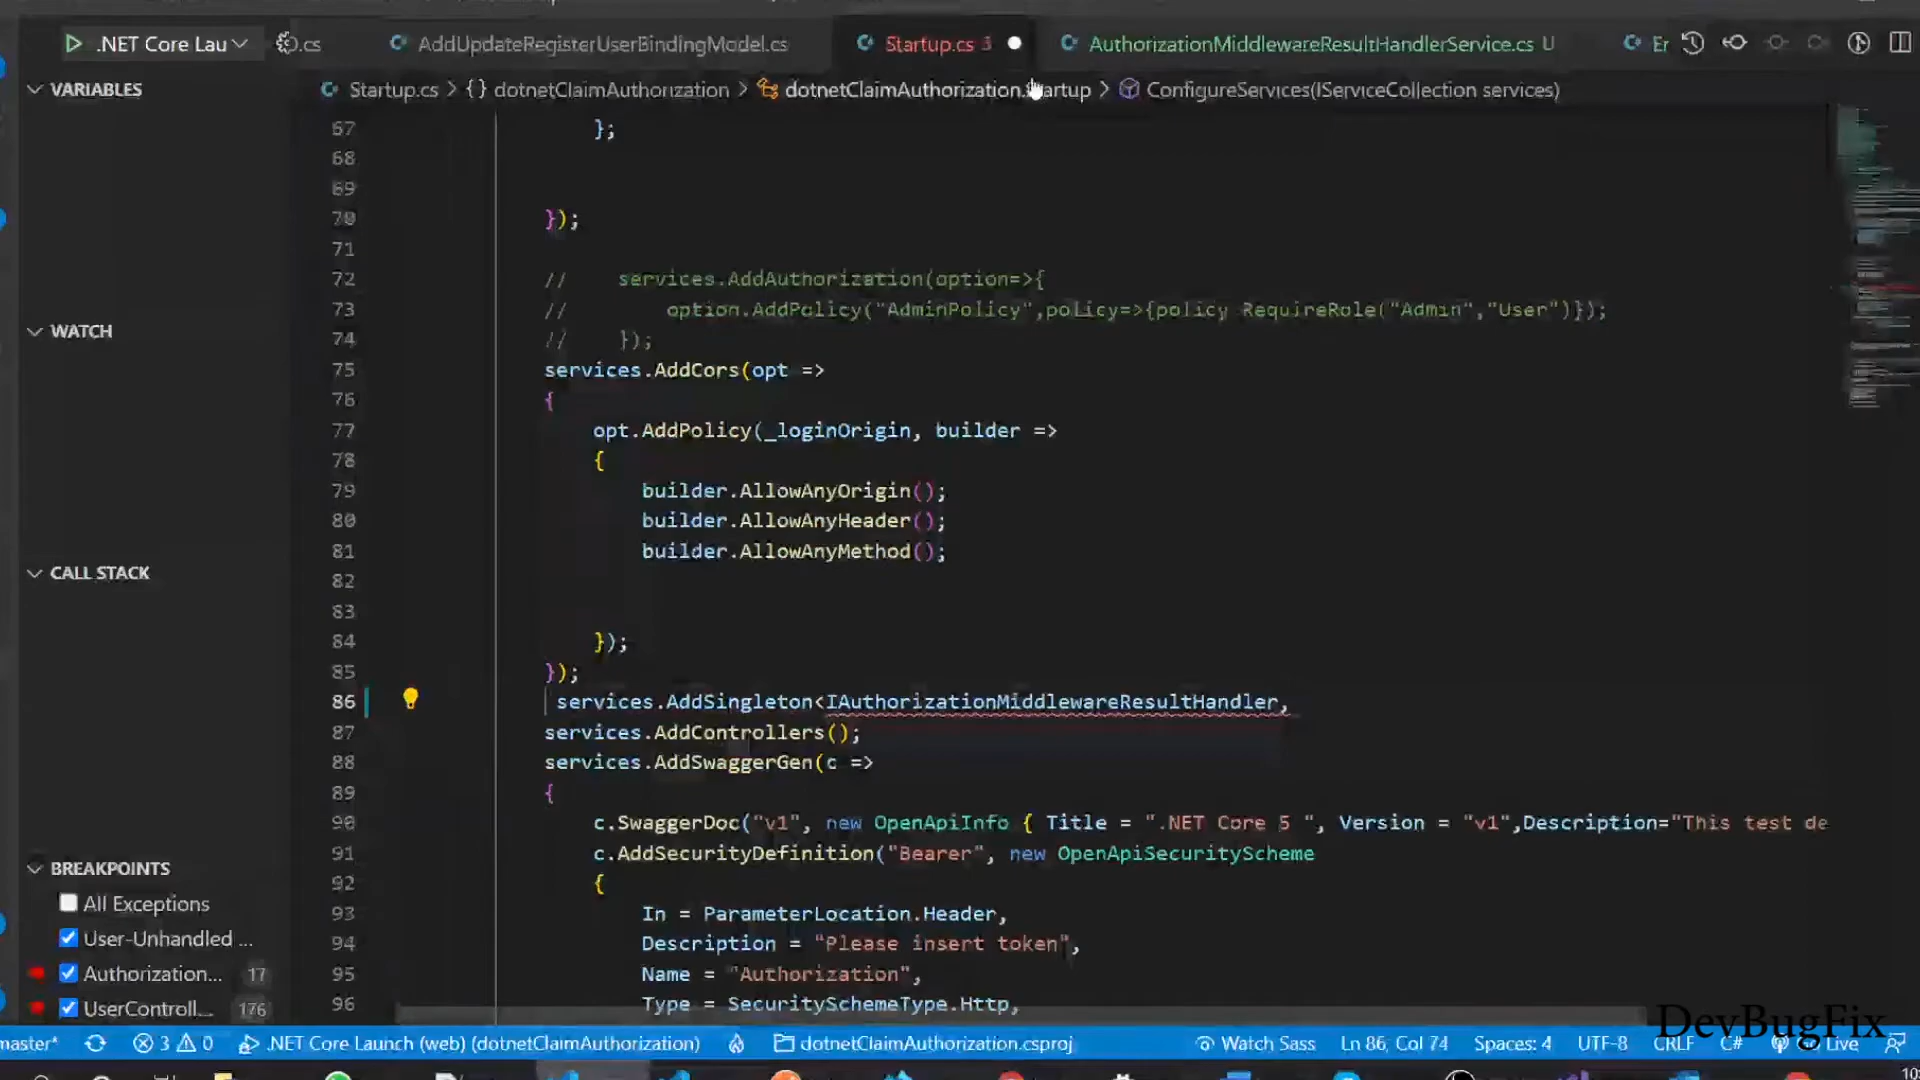 .NET Core Lau
.cs
AddUpdateRegisterUserBindingModel.cs
Startup.cs 3
AuthorizationMiddlewareResultHandlerService.cs U
Er
VARIABLES
Startup.cs > {} dotnetClaimAuthorization > dotnetClaimAuthorization.Startup > ConfigureServices(IServiceCollection services)
67 };
68
69
70 });
71
72 // services.AddAuthorization(option=>{
73 // option.AddPolicy("AdminPolicy",policy=>{policy RequireRole("Admin","User")});
74 // });
75 services.AddCors(opt =>
76 {
77 opt.AddPolicy(_loginOrigin, builder =>
78 {
79 builder.AllowAnyOrigin();
80 builder.AllowAnyHeader();
81 builder.AllowAnyMethod();
82
83
84 });
85 });
86 services.AddSingleton<IAuthorizationMiddlewareResultHandler,
87 services.AddControllers();
88 services.AddSwaggerGen(c =>
89 {
90 c.SwaggerDoc("v1", new OpenApiInfo { Title = ".NET Core 5 ", Version = "v1",Description="This test de
91 c.AddSecurityDefinition("Bearer", new OpenApiSecurityScheme
92 {
93 In = ParameterLocation.Header,
94 Description = "Please insert token",
95 Name = "Authorization",
96 Type = SecuritySchemeType.Http,
WATCH
CALL STACK
BREAKPOINTS
All Exceptions
User-Unhandled ...
Authorization... 17
UserControll... 176
DevBugFix
master* 3 0 .NET Core Launch (web) (dotnetClaimAuthorization) dotnetClaimAuthorization.csproj Watch Sass Ln 86, Col 74 Spaces: 4 UTF-8 CRLF C# Go Live
10: